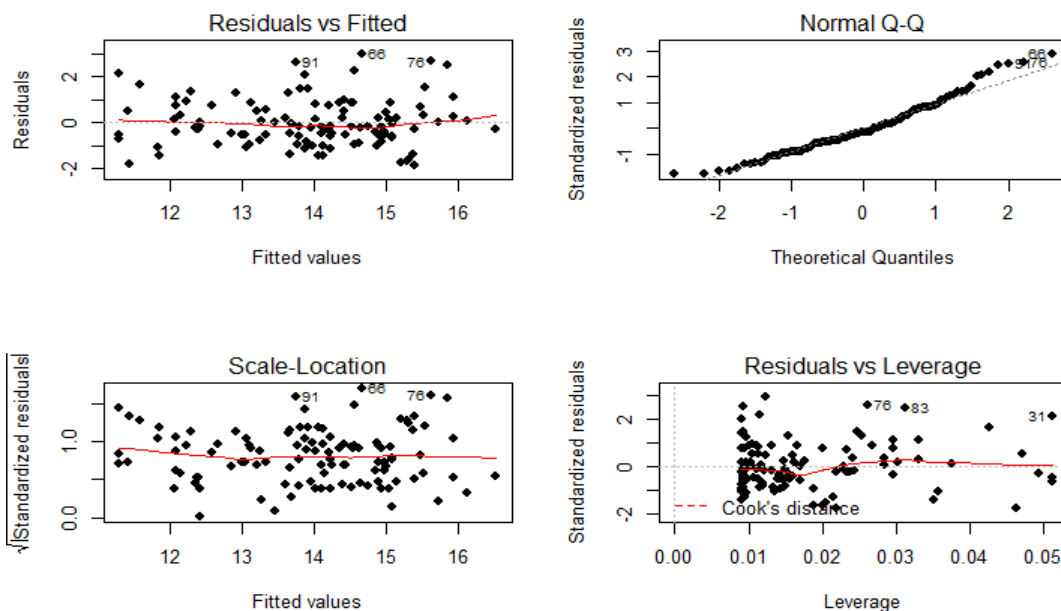 Residuals vs Fitted
Residuals
2
0
-2
91
66
76
12 13 14 15 16
Fitted values
Normal Q-Q
Standardized residuals
3
1
-1
91
76
-2 -1 0 1 2
Theoretical Quantiles
Scale-Location
√|Standardized residuals|
1.0
0.0
91
66
76
12 13 14 15 16
Fitted values
Residuals vs Leverage
Standardized residuals
2
0
-2
76
83
31
Cook's distance
0.00 0.01 0.02 0.03 0.04 0.05
Leverage